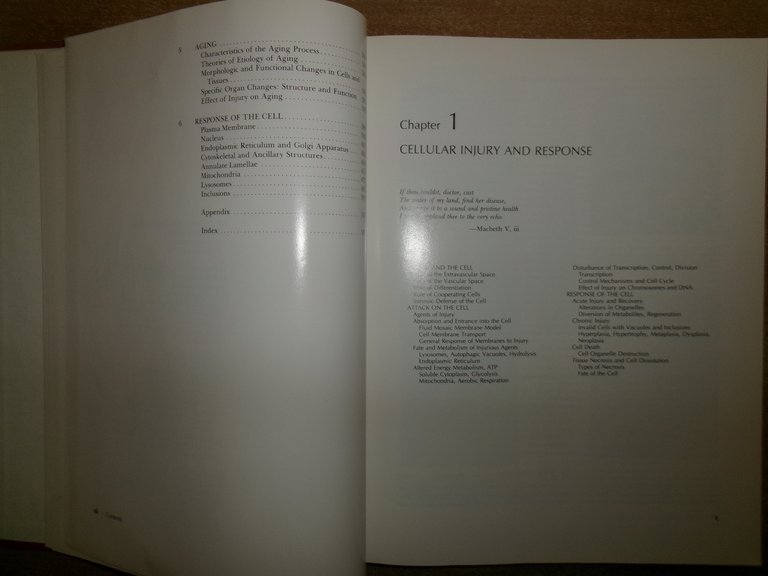 5 AGING
Characteristics of the Aging Process
Theories of Etiology of Aging
Morphologic and Functional Changes in Cells and
Tissues
Specific Organ Changes: Structure and Function
Effect of Injury on Aging
6 RESPONSE OF THE CELL
Plasma Membrane
Nucleus
Endoplasmic Reticulum and Golgi Apparatus
Cytoskeletal and Ancillary Structures
Annulate Lamellae
Mitochondria
Lysosomes
Inclusions
Appendix
Index
Contents
Chapter 1
CELLULAR INJURY AND RESPONSE
If thou couldst, doctor, cast
The water of my land, find her disease,
it to a sound and pristine health
applaud thee to the very echo.
—Macbeth V, iii
AND THE CELL
the Extravascular Space
the Vascular Space
Differentiation
Role of Cooperating Cells
Intrinsic Defense of the Cell
ATTACK ON THE CELL
Agents of Injury
Absorption and Entrance into the Cell
Fluid Mosaic Membrane Model
Cell Membrane Transport
General Response of Membranes to Injury
Fate and Metabolism of Injurious Agents
Lysosomes, Autophagic Vacuoles, Hydrolysis
Endoplasmic Reticulum
Altered Energy Metabolism, ATP
Soluble Cytoplasm, Glycolysis
Mitochondria, Aerobic Respiration
Disturbance of Transcription, Control, Division
Transcription
Control Mechanisms and Cell Cycle
Effect of Injury on Chromosomes and DNA
RESPONSE OF THE CELL
Acute Injury and Recovery
Alterations in Organelles
Diversion of Metabolites, Regeneration
Chronic Injury
Invalid Cells with Vacuoles and Inclusions
Hyperplasia, Hypertrophy, Metaplasia, Dysplasia,
Neoplasia
Cell Death
Cell Organelle Destruction
Tissue Necrosis and Cell Dissolution
Types of Necrosis
Fate of the Cell